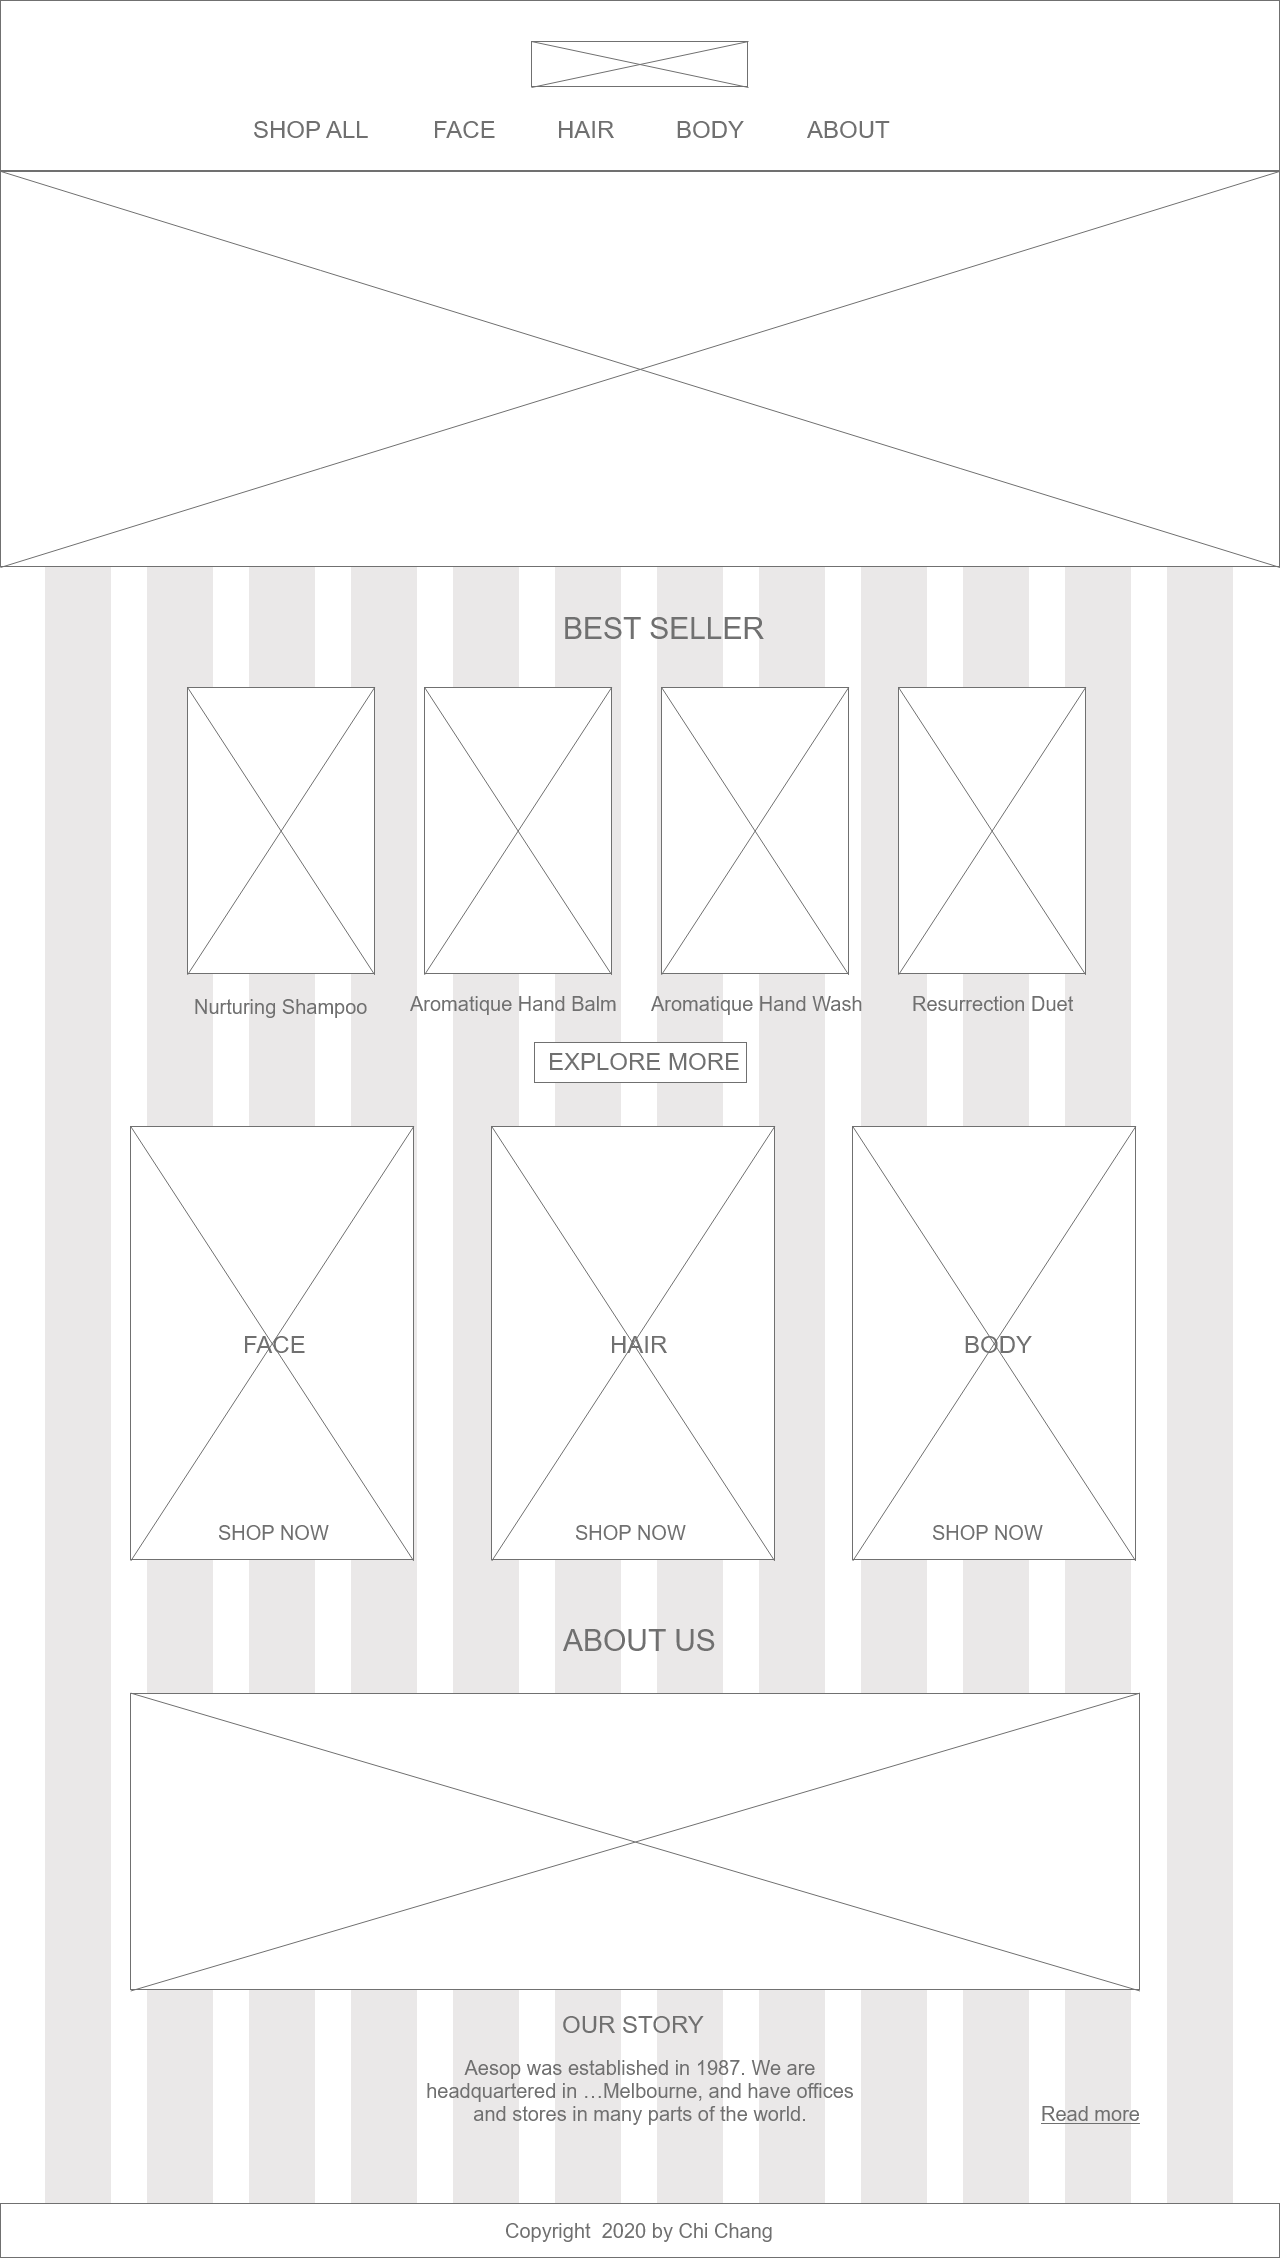 SHOP ALL FACE HAIR BODY ABOUT
BEST SELLER
Nurturing Shampoo Aromatique Hand Balm Aromatique Hand Wash Resurrection Duet
EXPLORE MORE
FACE HAIR BODY
SHOP NOW SHOP NOW SHOP NOW
ABOUT US
OUR STORY
Aesop was established in 1987. We are
headquartered in …Melbourne, and have offices
and stores in many parts of the world.
Read more
Copyright  2020 by Chi Chang